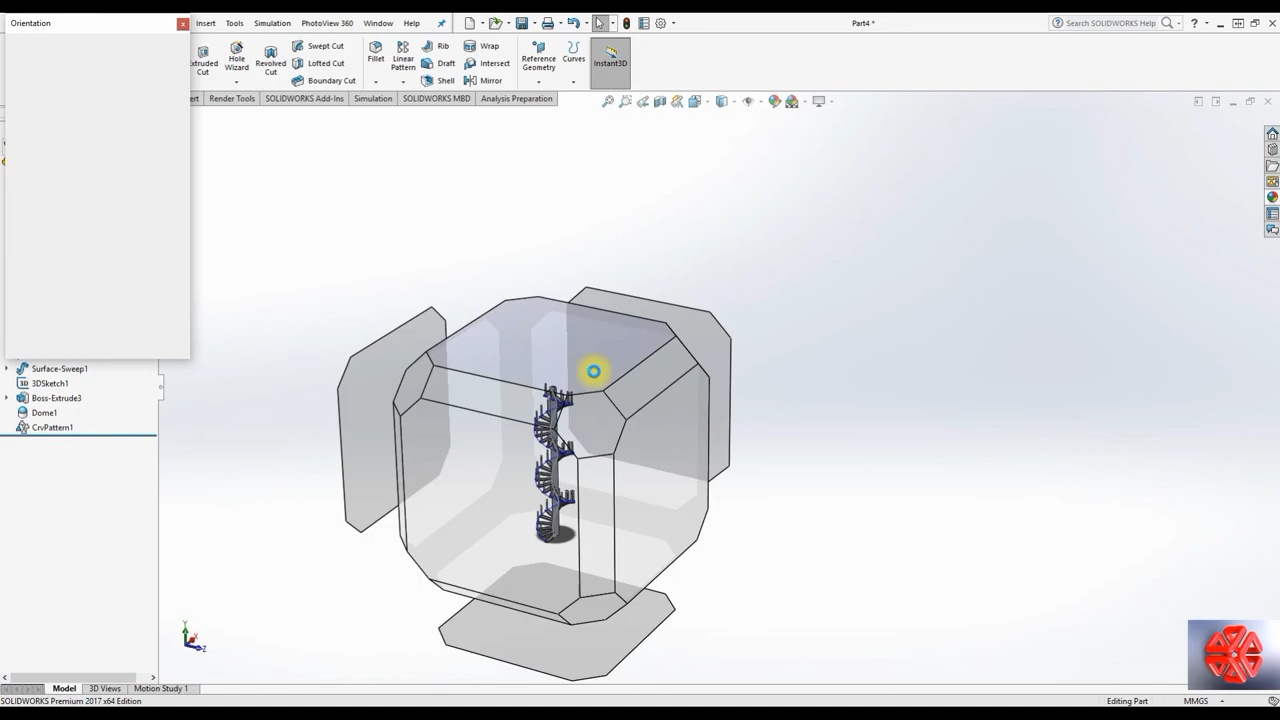 Orientation
x
Insert Tools Simulation PhotoView 360 Window Help
Part4 *
Search SOLIDWORKS Help
Extruded Cut
Hole Wizard
Revolved Cut
Swept Cut
Lofted Cut
Boundary Cut
Fillet
Linear Pattern
Rib
Draft
Shell
Wrap
Intersect
Mirror
Reference Geometry
Curves
Instant3D
Render Tools SOLIDWORKS Add-Ins Simulation SOLIDWORKS MBD Analysis Preparation
Surface-Sweep1
3D 3DSketch1
Boss-Extrude3
Dome1
CrvPattern1
Y
X
Z
Model 3D Views Motion Study 1
SOLIDWORKS Premium 2017 x64 Edition
Editing Part
MMGS